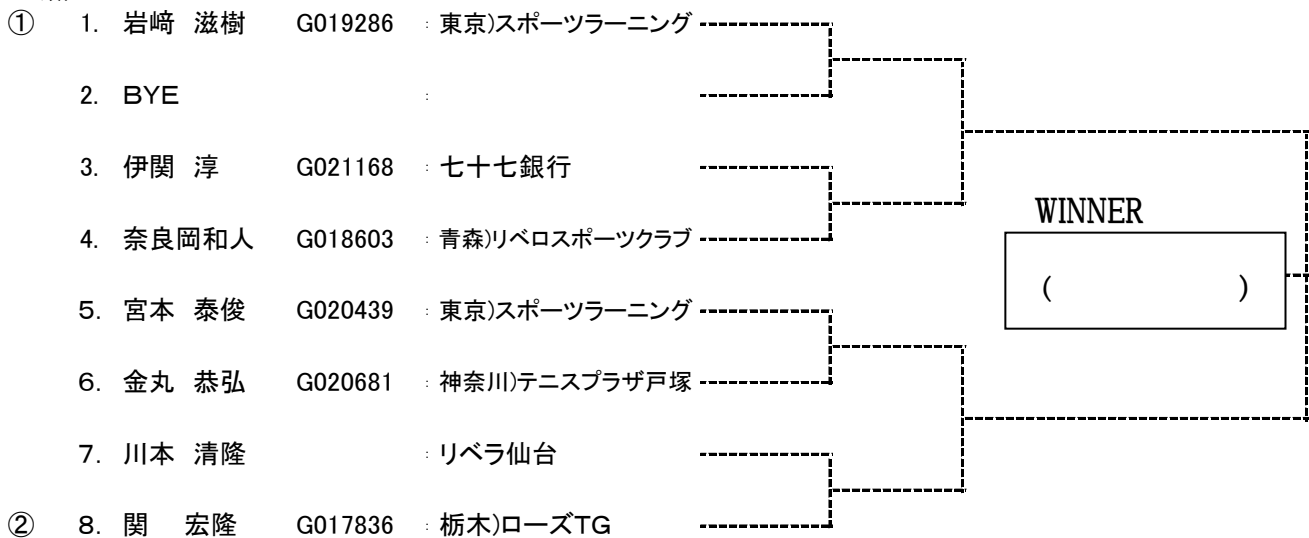 ① 1. 岩﨑 滋樹 G019286 : 東京)スポーツラーニング
2. BYE :
3. 伊関 淳 G021168 : 七十七銀行
WINNER
4. 奈良岡和人 G018603 : 青森)リベロスポーツクラブ
( )
5. 宮本 泰俊 G020439 : 東京)スポーツラーニング
6. 金丸 恭弘 G020681 : 神奈川)テニスプラザ戸塚
7. 川本 清隆 : リベラ仙台
② 8. 関 宏隆 G017836 : 栃木)ローズTG